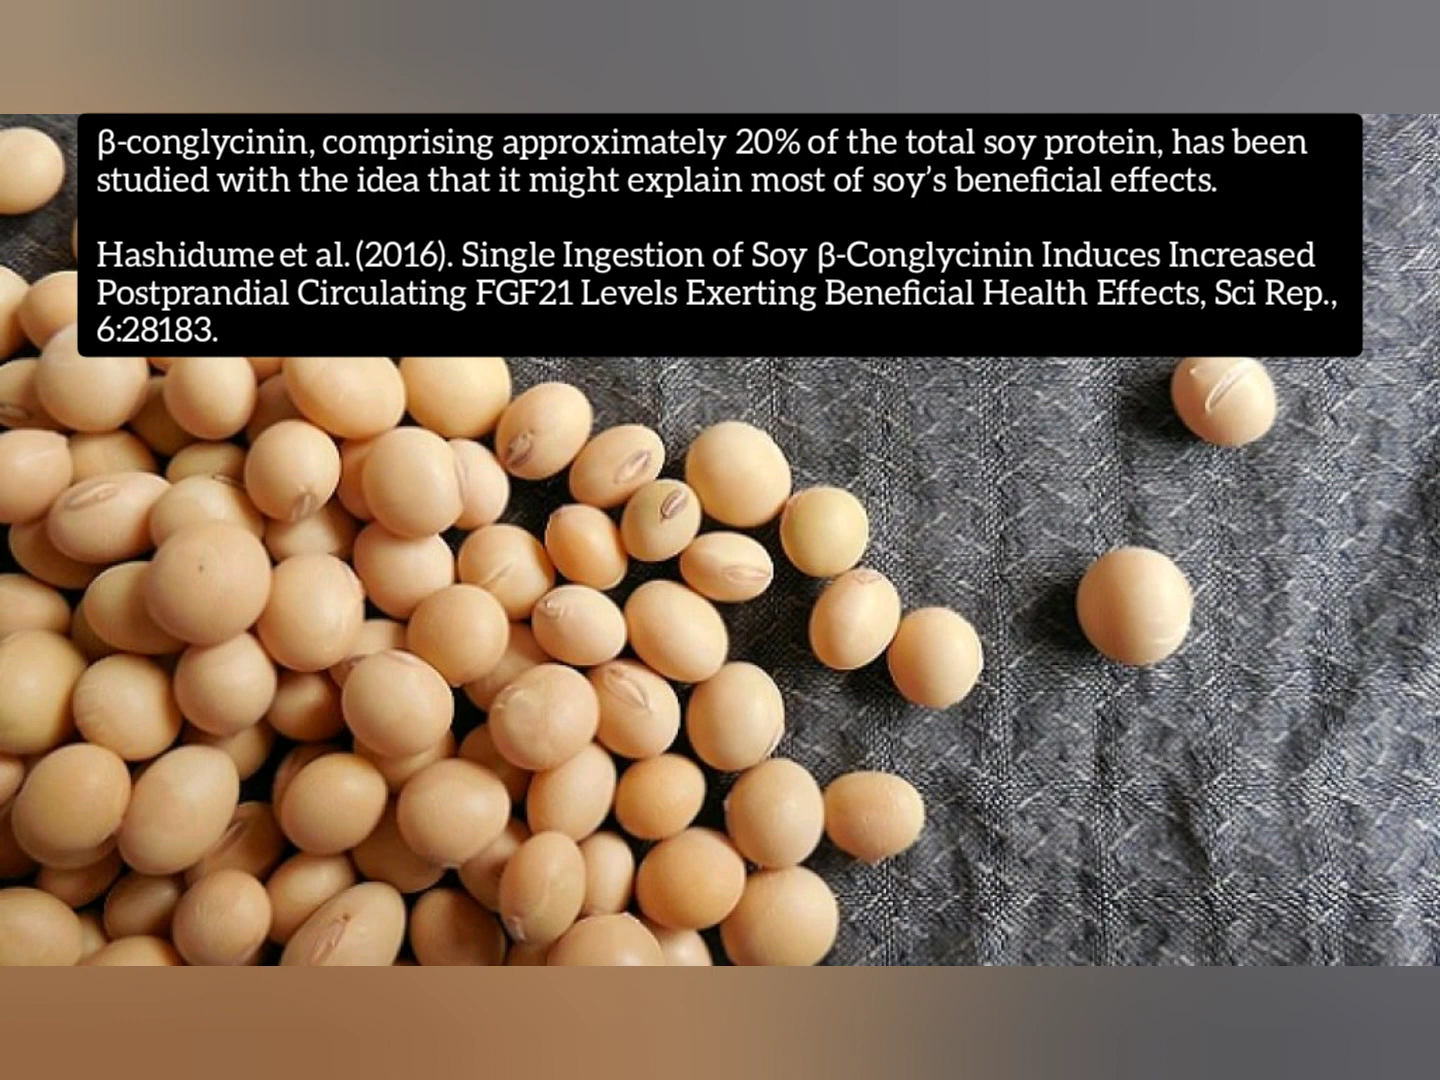 β-conglycinin, comprising approximately 20% of the total soy protein, has been
studied with the idea that it might explain most of soy’s beneficial effects.
Hashidume et al. (2016). Single Ingestion of Soy β-Conglycinin Induces Increased
Postprandial Circulating FGF21 Levels Exerting Beneficial Health Effects, Sci Rep.,
6:28183.